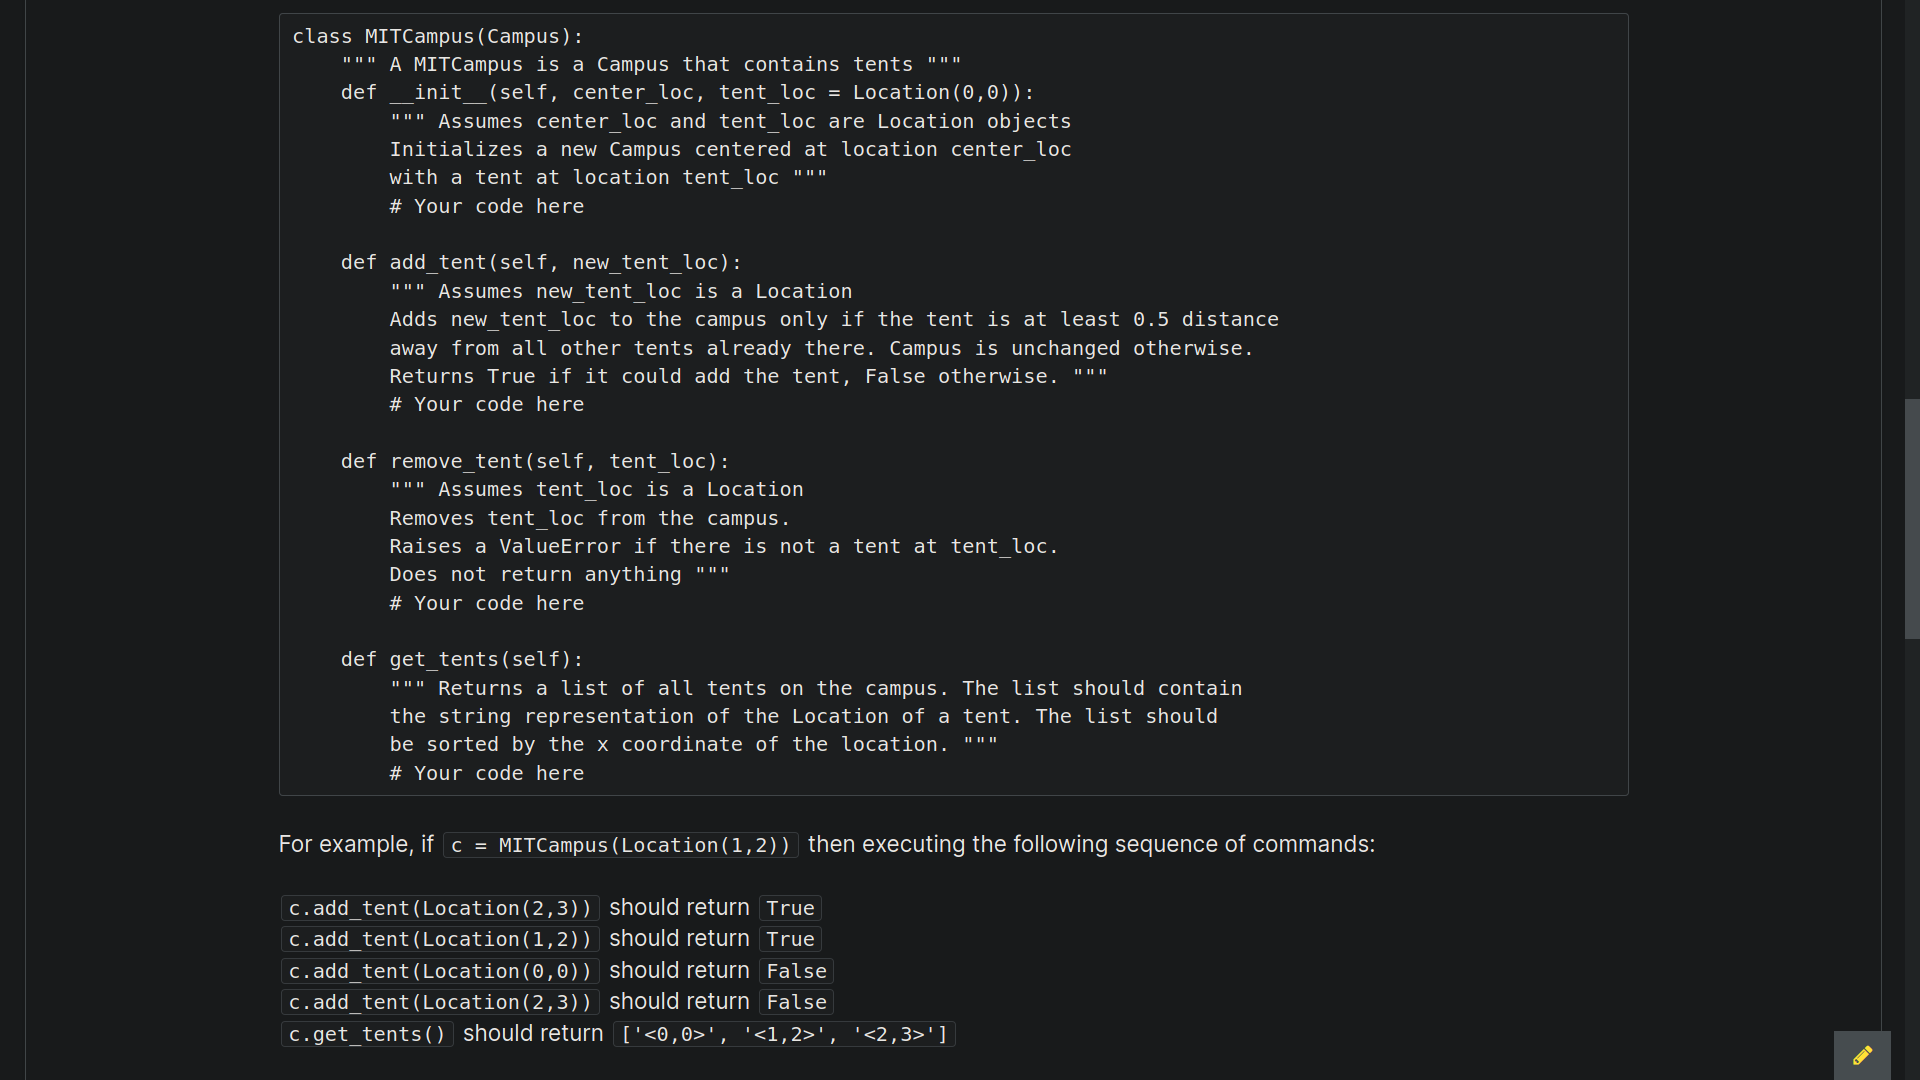 class MITCampus(Campus):
    """ A MITCampus is a Campus that contains tents """
    def __init__(self, center_loc, tent_loc = Location(0,0)):
        """ Assumes center_loc and tent_loc are Location objects
        Initializes a new Campus centered at location center_loc
        with a tent at location tent_loc """
        # Your code here

    def add_tent(self, new_tent_loc):
        """ Assumes new_tent_loc is a Location
        Adds new_tent_loc to the campus only if the tent is at least 0.5 distance
        away from all other tents already there. Campus is unchanged otherwise.
        Returns True if it could add the tent, False otherwise. """
        # Your code here

    def remove_tent(self, tent_loc):
        """ Assumes tent_loc is a Location
        Removes tent_loc from the campus.
        Raises a ValueError if there is not a tent at tent_loc.
        Does not return anything """
        # Your code here

    def get_tents(self):
        """ Returns a list of all tents on the campus. The list should contain
        the string representation of the Location of a tent. The list should
        be sorted by the x coordinate of the location. """
        # Your code here

For example, if c = MITCampus(Location(1,2)) then executing the following sequence of commands:

c.add_tent(Location(2,3)) should return True
c.add_tent(Location(1,2)) should return True
c.add_tent(Location(0,0)) should return False
c.add_tent(Location(2,3)) should return False
c.get_tents() should return ['<0,0>', '<1,2>', '<2,3>']